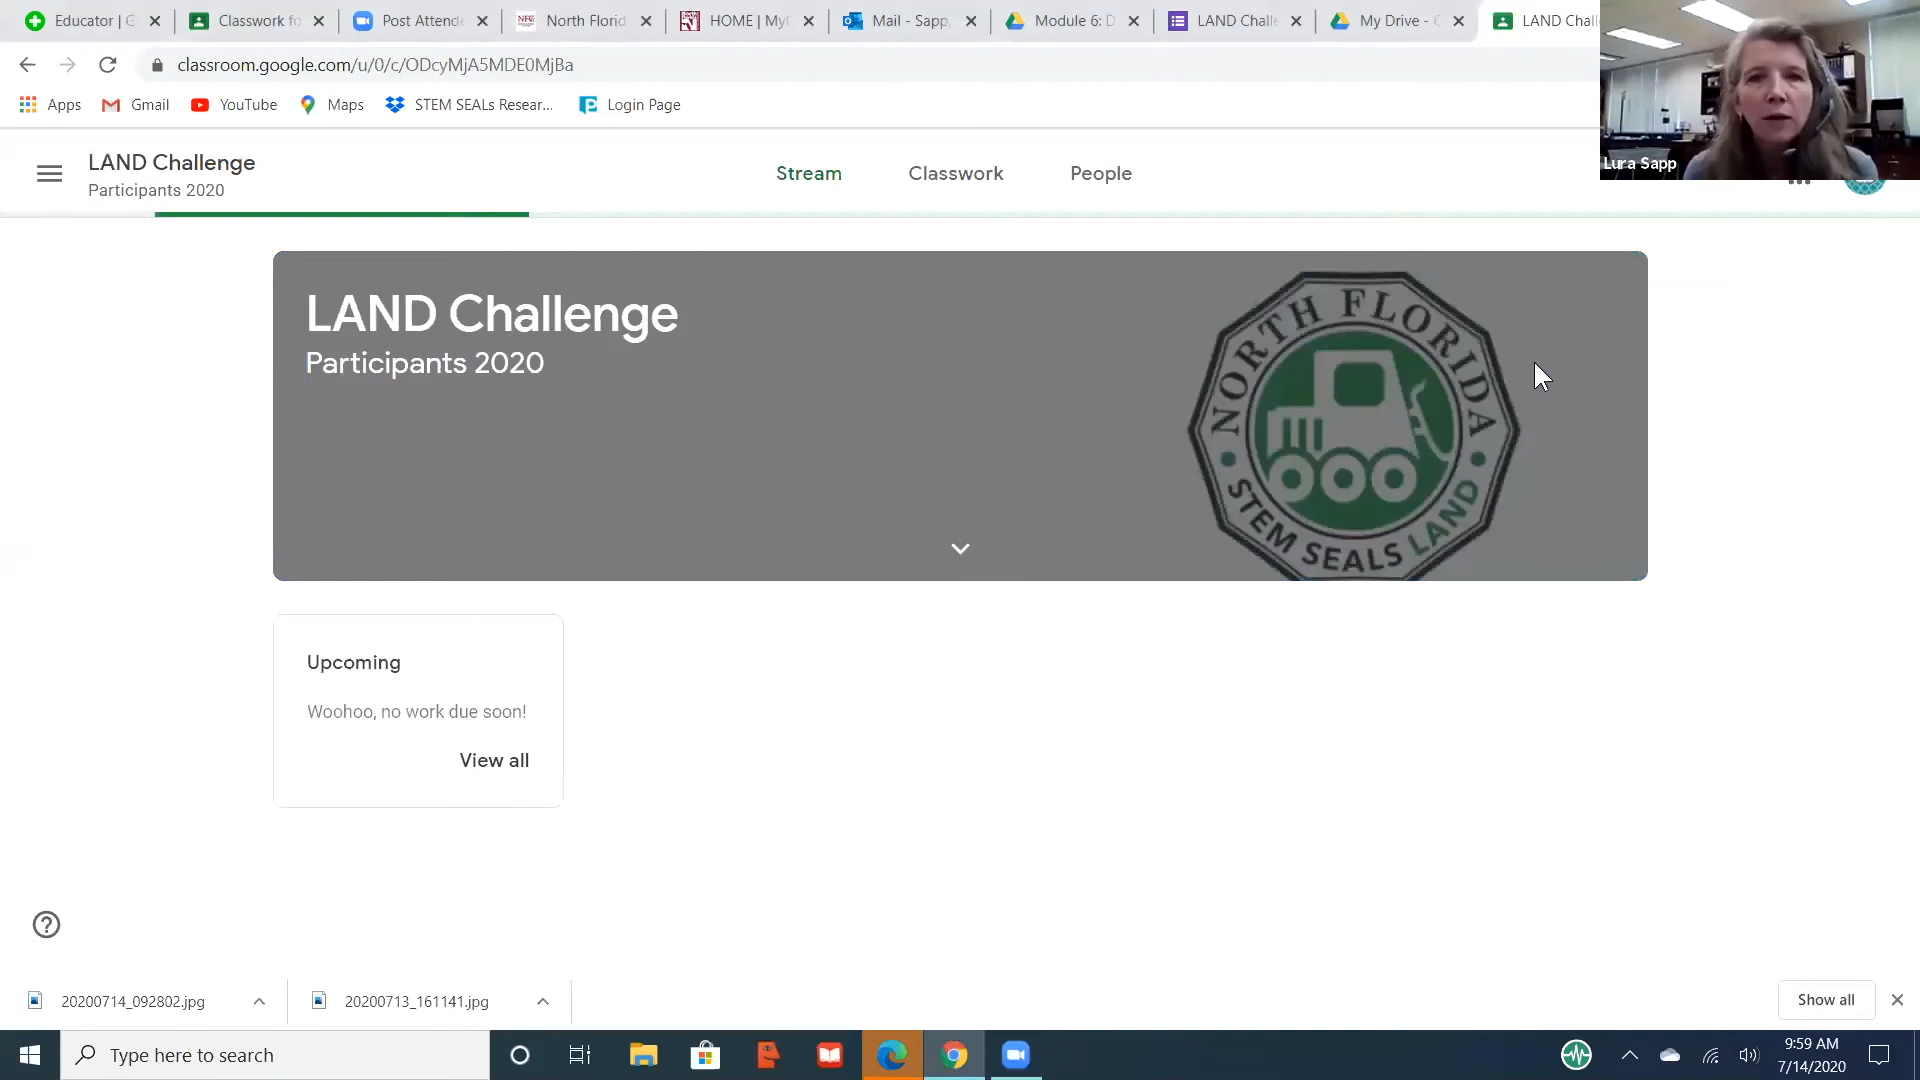 Educator | G
Classwork fo
Post Attende
North Florid
HOME | My
Mail - Sapp,
Module 6: D
LAND Challe
My Drive - 
LAND Chall
classroom.google.com/u/0/c/ODcyMjA5MDE0MjBa
Apps
Gmail
YouTube
Maps
STEM SEALs Resear...
Login Page
LAND Challenge
Participants 2020
Stream
Classwork
People
Lura Sapp
LAND Challenge
Participants 2020
NORTH FLORIDA
STEM SEALS LAND
Upcoming
Woohoo, no work due soon!
View all
20200714_092802.jpg
20200713_161141.jpg
Show all
Type here to search
9:59 AM
7/14/2020